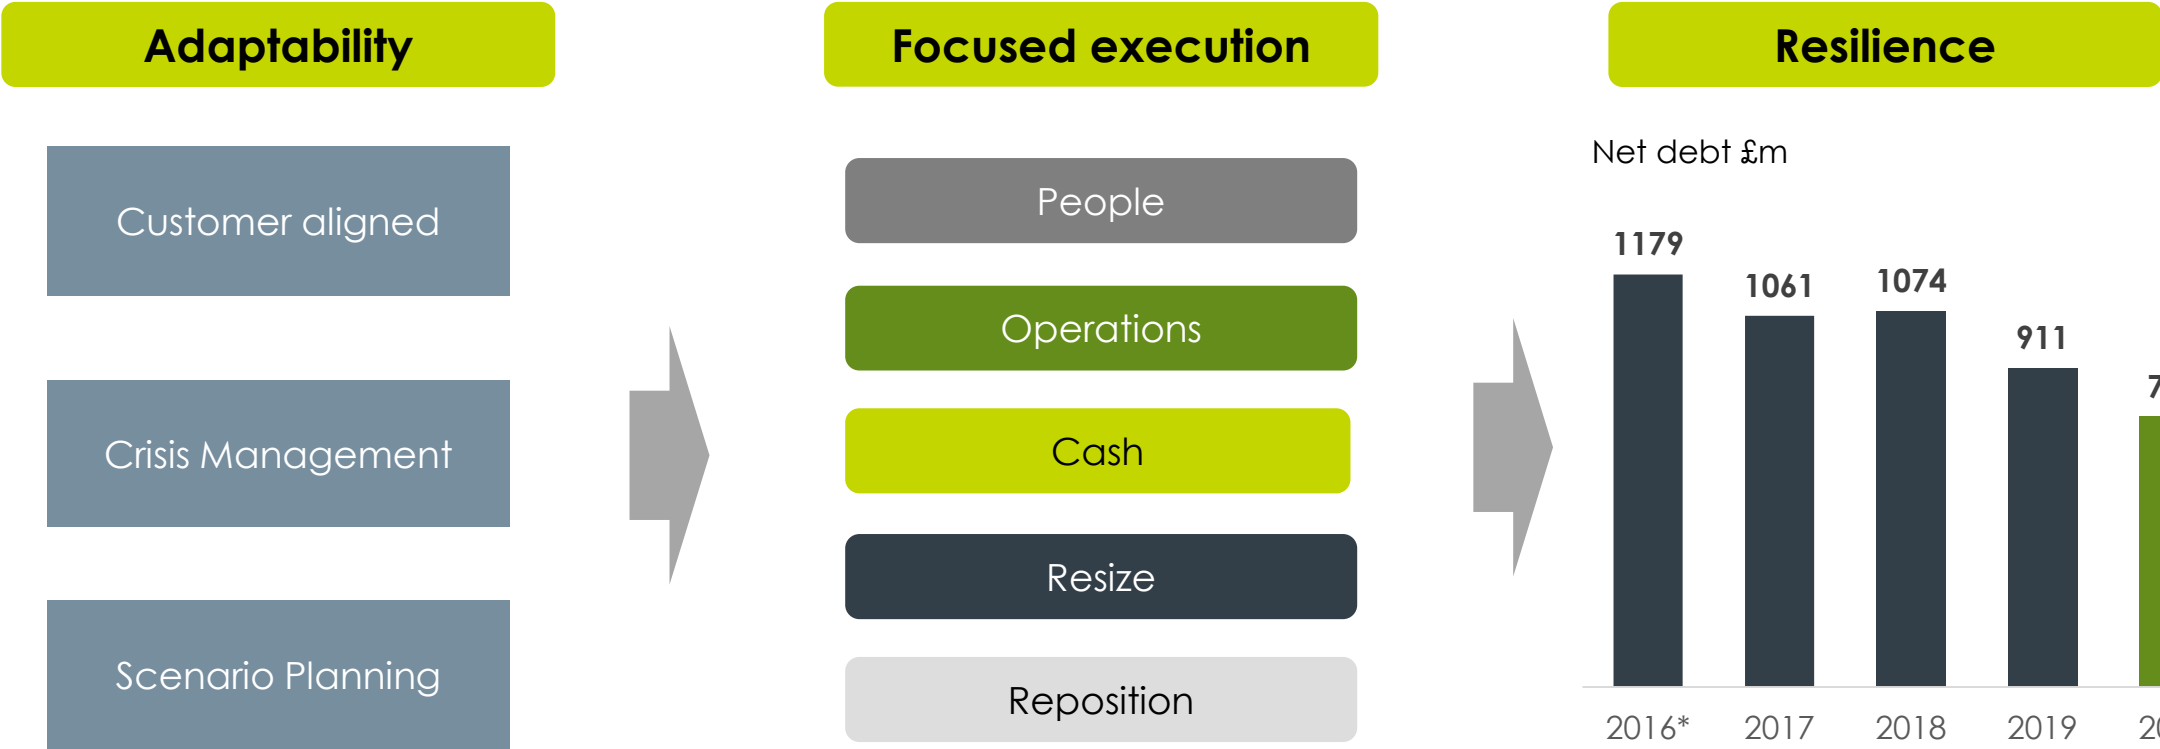 Adaptability
Customer aligned
Crisis Management
Scenario Planning
Focused execution
People
Operations
Cash
Resize
Reposition
Resilience
Net debt £m
1179
1061
1074
911
2016*
2017
2018
2019